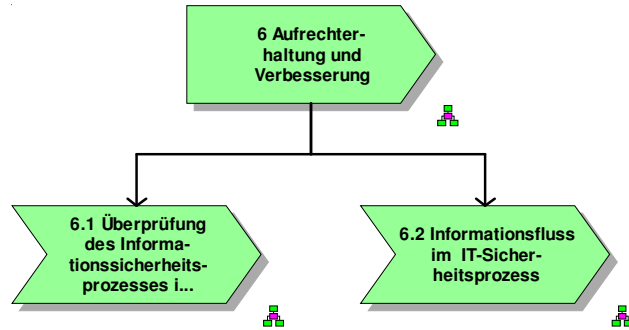 6 Aufrechter-
haltung und
Verbesserung
6.1 Überprüfung
des Informa-
tionssicherheits-
prozesses i...
6.2 Informationsfluss
im IT-Sicher-
heitsprozess